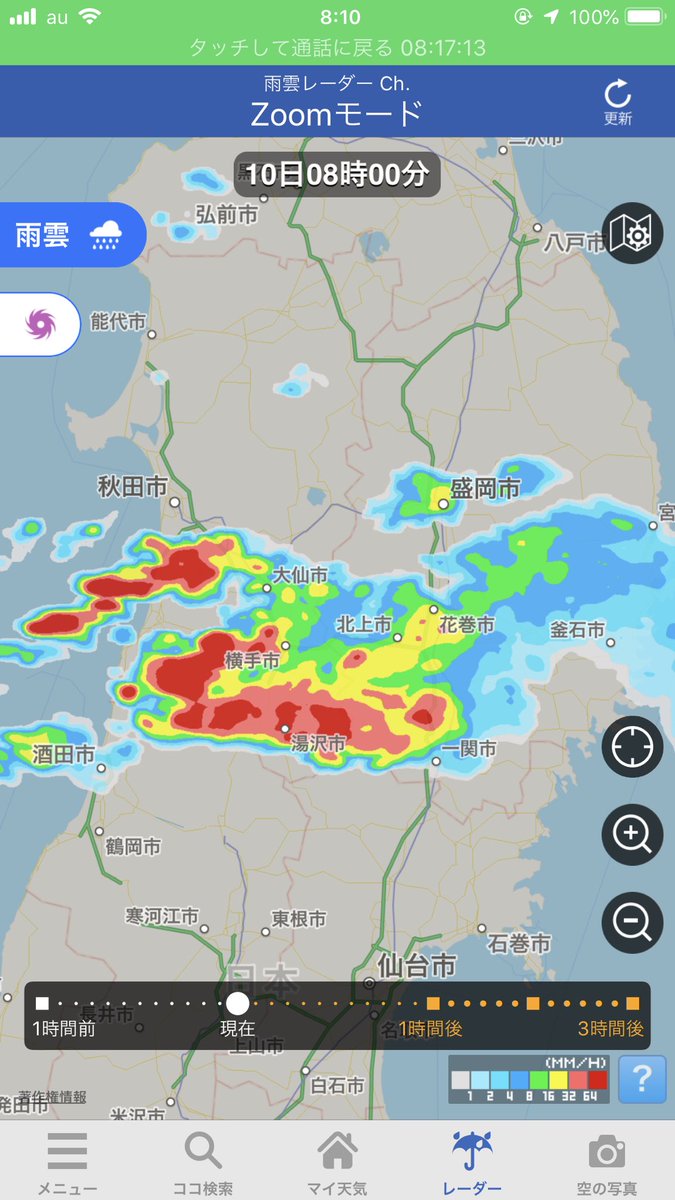 au 8:10 100%
タッチして通話に戻る 08:17:13
雨雲レーダー Ch.
Zoomモード
更新
10日08時00分
雨雲
弘前市
八戸市
能代市
秋田市
盛岡市
大仙市
北上市
花巻市
釜石市
横手市
湯沢市
一関市
酒田市
鶴岡市
寒河江市
東根市
石巻市
仙台市
日本
1時間前
現在
1時間後
3時間後
長井市
上山市
白石市
(MM/H)
1 2 4 8 16 32 64
?
著作権情報
米沢市
メニュー
ココ検索
マイ天気
レーダー
空の写真